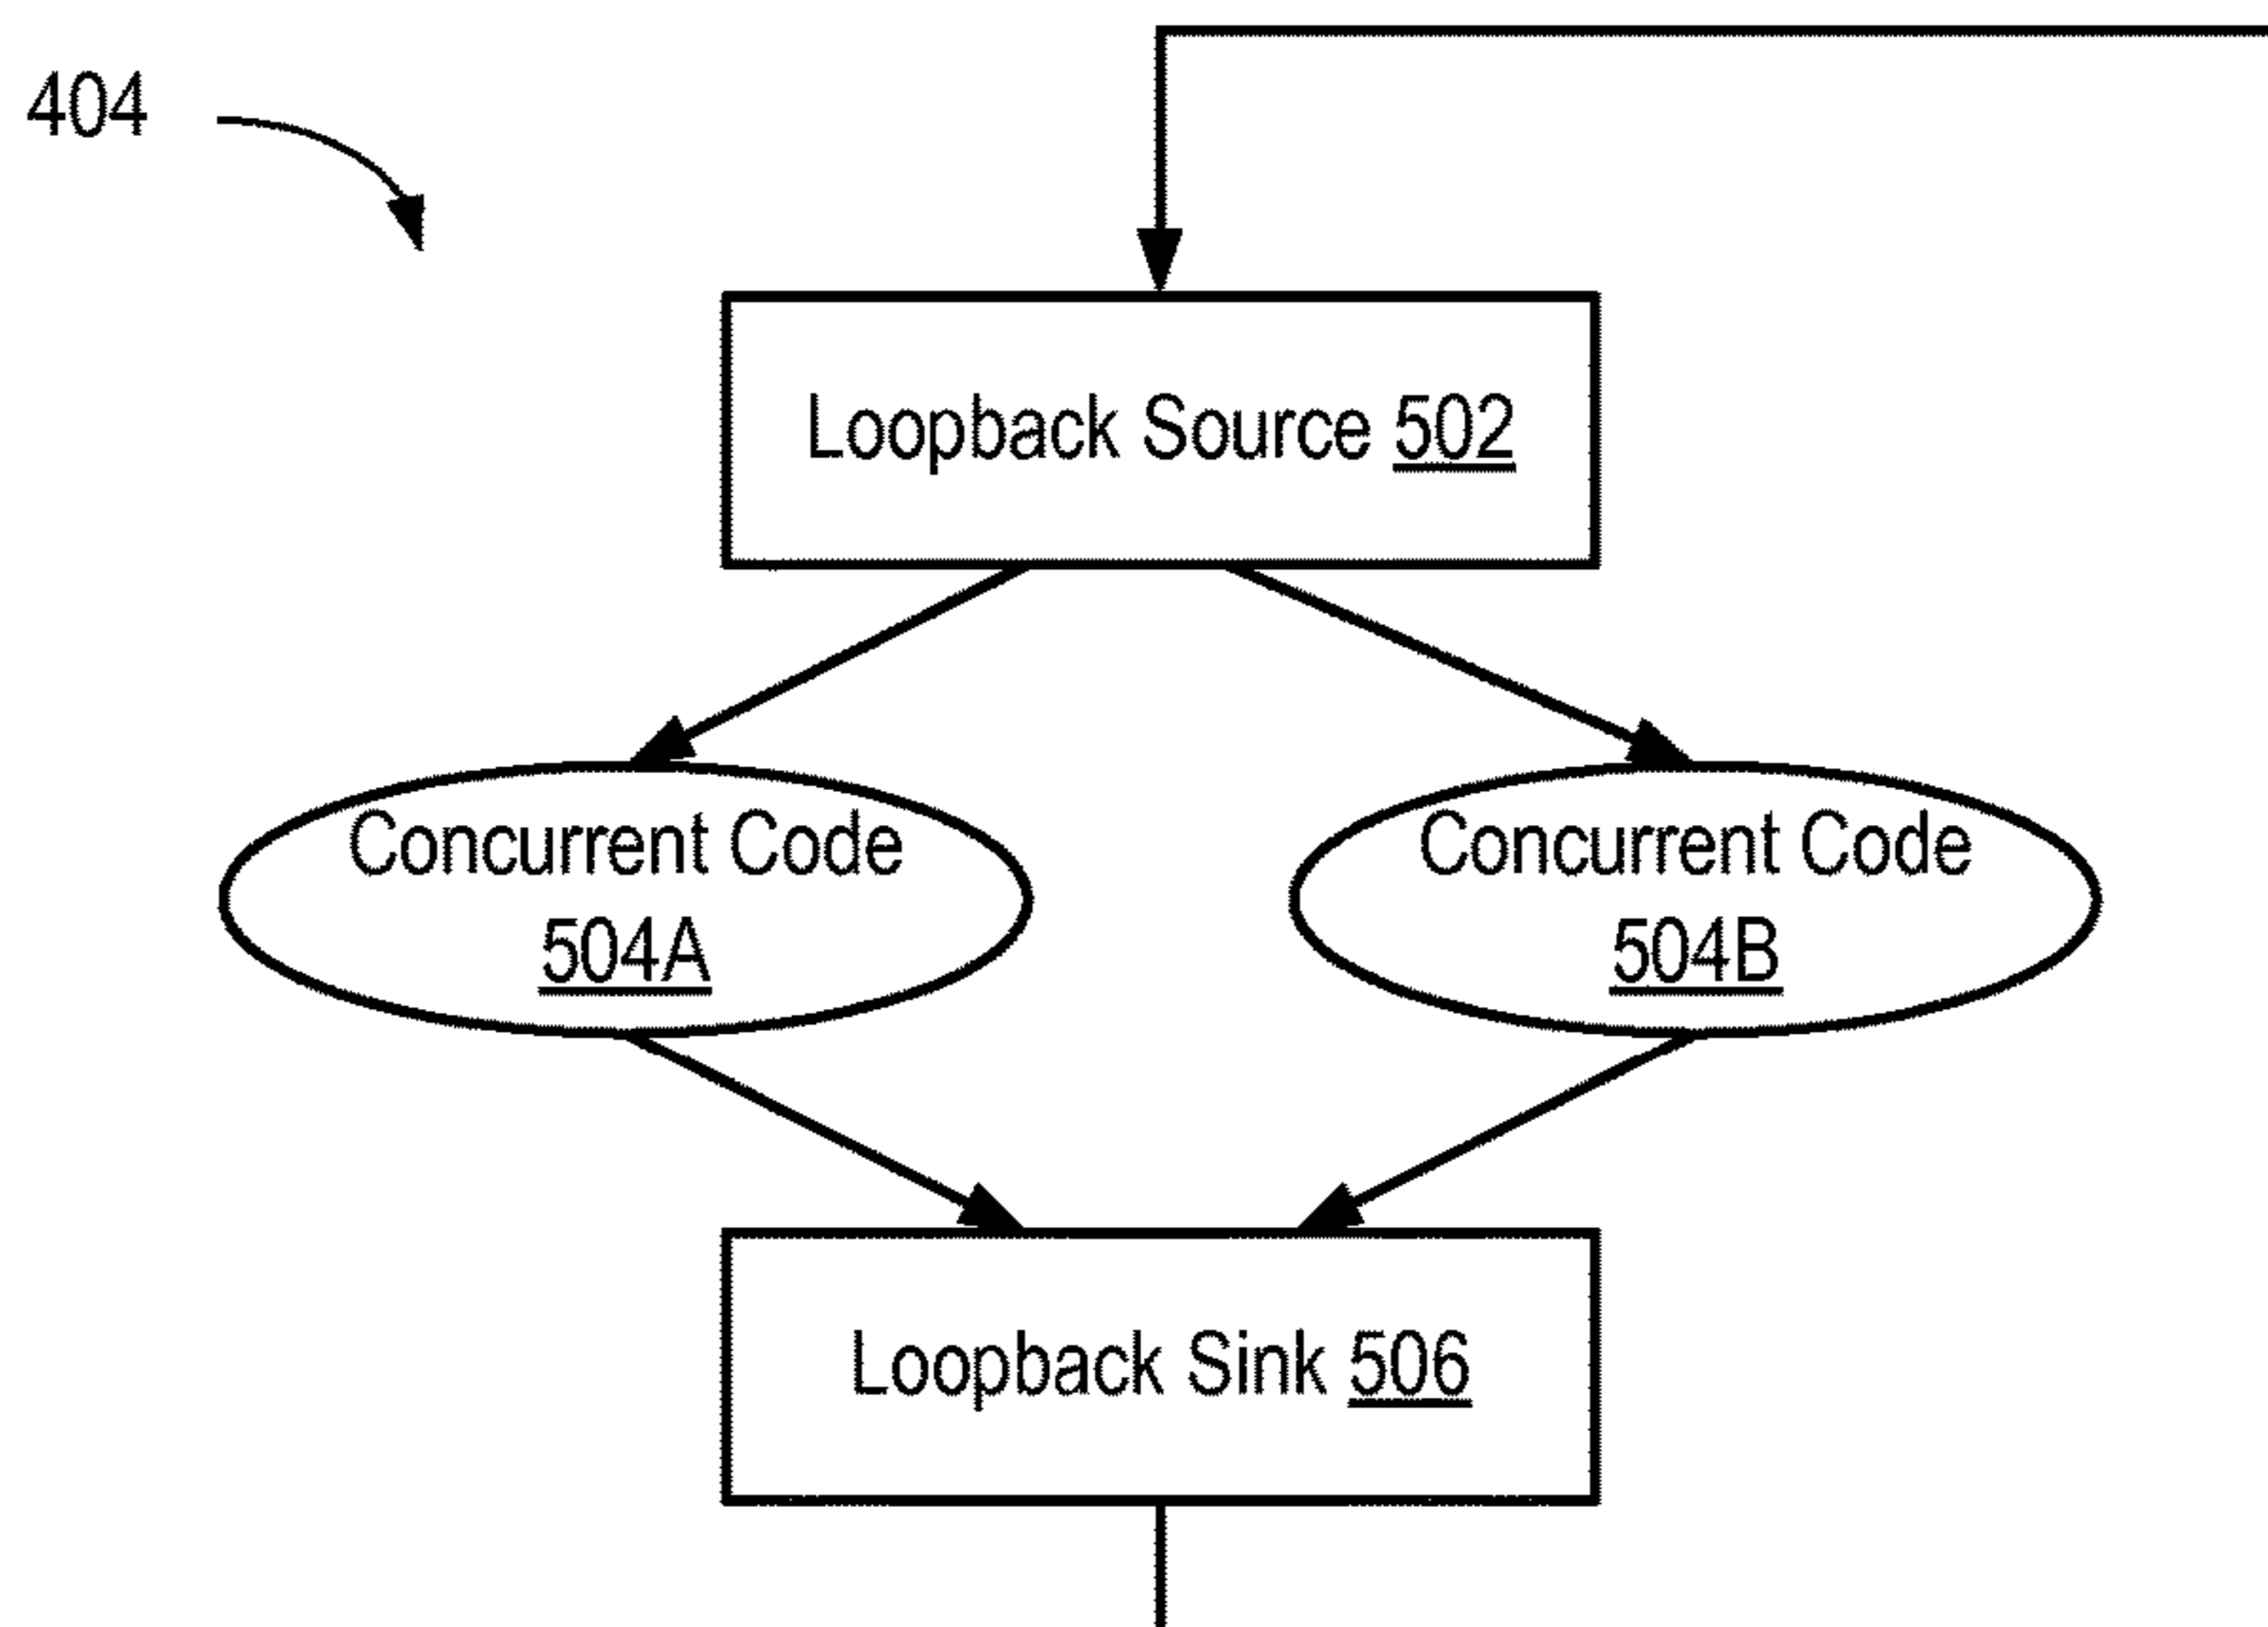 404
Loopback Source 502
Concurrent Code
504A
Concurrent Code
504B
Loopback Sink 506